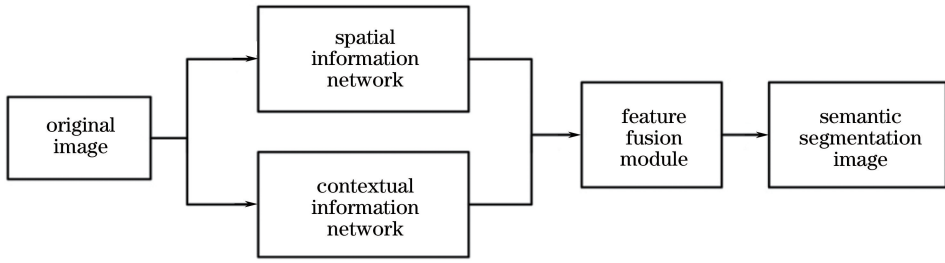 original
image
spatial
information
network
contextual
information
network
feature
fusion
module
semantic
segmentation
image